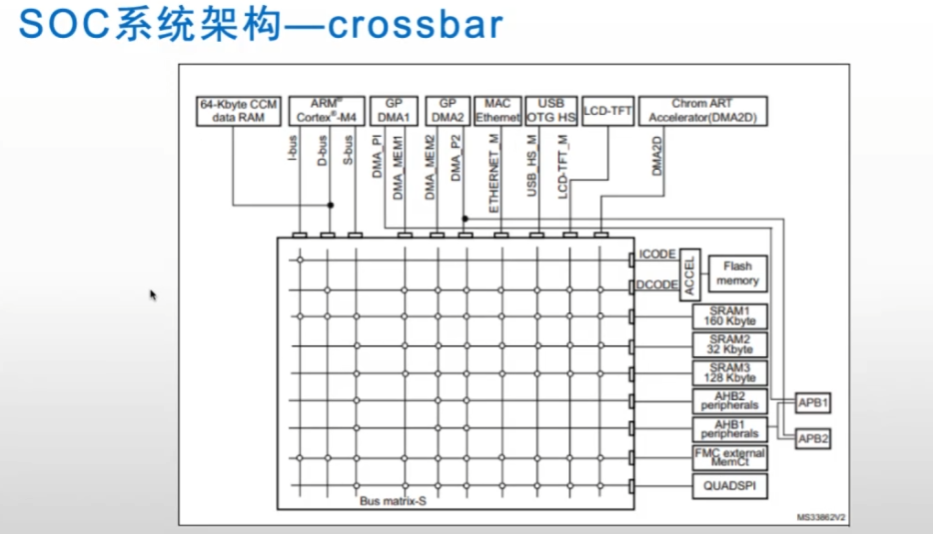 SOC系统架构—crossbar
64-Kbyte CCM
data RAM
ARM®
Cortex®-M4
GP
DMA1
GP
DMA2
MAC
Ethernet
USB
OTG HS
LCD-TFT
Chrom ART
Accelerator(DMA2D)
I-bus
D-bus
S-bus
DMA_PI
DMA_MEM1
DMA_MEM2
DMA_P2
ETHERNET_M
USB_HS_M
LCD-TFT_M
DMA2D
ICODE
DCODE
ACCEL
Flash
memory
SRAM1
160 Kbyte
SRAM2
32 Kbyte
SRAM3
128 Kbyte
AHB2
peripherals
AHB1
peripherals
FMC external
MemCt
QUADSPI
APB1
APB2
Bus matrix-S
MS33862V2